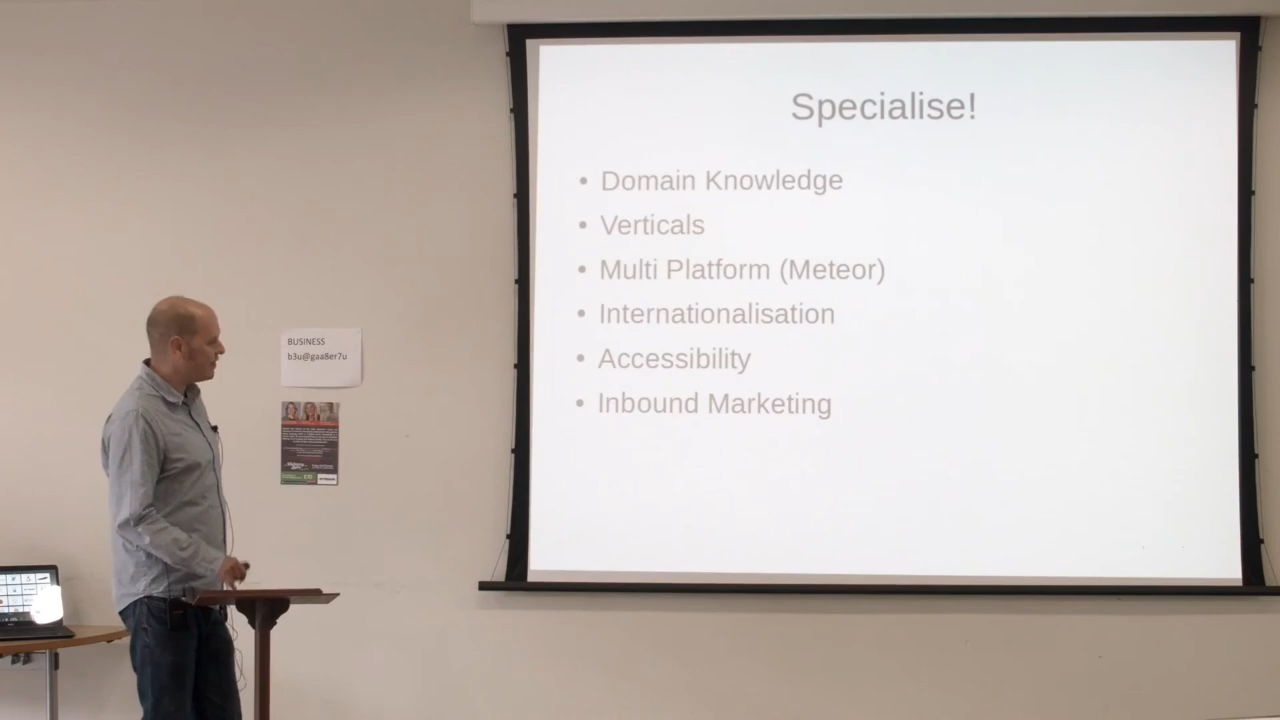 Specialise!
• Domain Knowledge
• Verticals
• Multi Platform (Meteor)
• Internationalisation
• Accessibility
• Inbound Marketing
BUSINESS
b3u@gaa8er7u